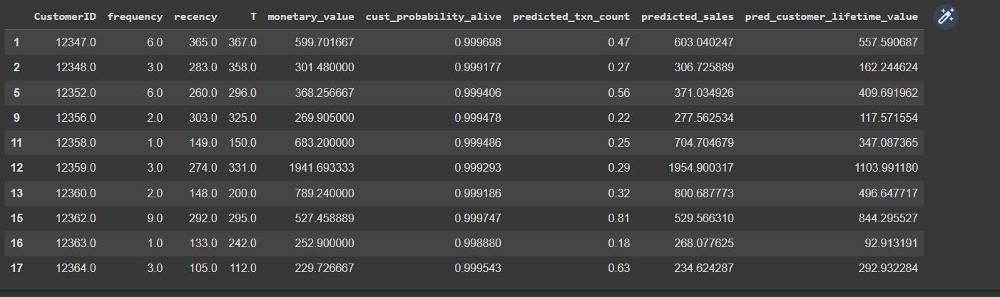 CustomerID frequency recency T monetary_value cust_probability_alive predicted_txn_count predicted_sales pred_customer_lifetime_value
1 12347.0 6.0 365.0 367.0 599.701667 0.999698 0.47 603.040247 557.590687
2 12348.0 3.0 283.0 358.0 301.480000 0.999177 0.27 306.725889 162.244624
5 12352.0 6.0 260.0 296.0 368.256667 0.999406 0.56 371.034926 409.691962
9 12356.0 2.0 303.0 325.0 269.905000 0.999478 0.22 277.562534 117.571554
11 12358.0 1.0 149.0 150.0 683.200000 0.999486 0.25 704.704679 347.087365
12 12359.0 3.0 274.0 331.0 1941.693333 0.999293 0.29 1954.900317 1103.991180
13 12360.0 2.0 148.0 200.0 789.240000 0.999186 0.32 800.687773 496.647717
15 12362.0 9.0 292.0 295.0 527.458889 0.999747 0.81 529.566310 844.295527
16 12363.0 1.0 133.0 242.0 252.900000 0.998880 0.18 268.077625 92.913191
17 12364.0 3.0 105.0 112.0 229.726667 0.999543 0.63 234.624287 292.932284